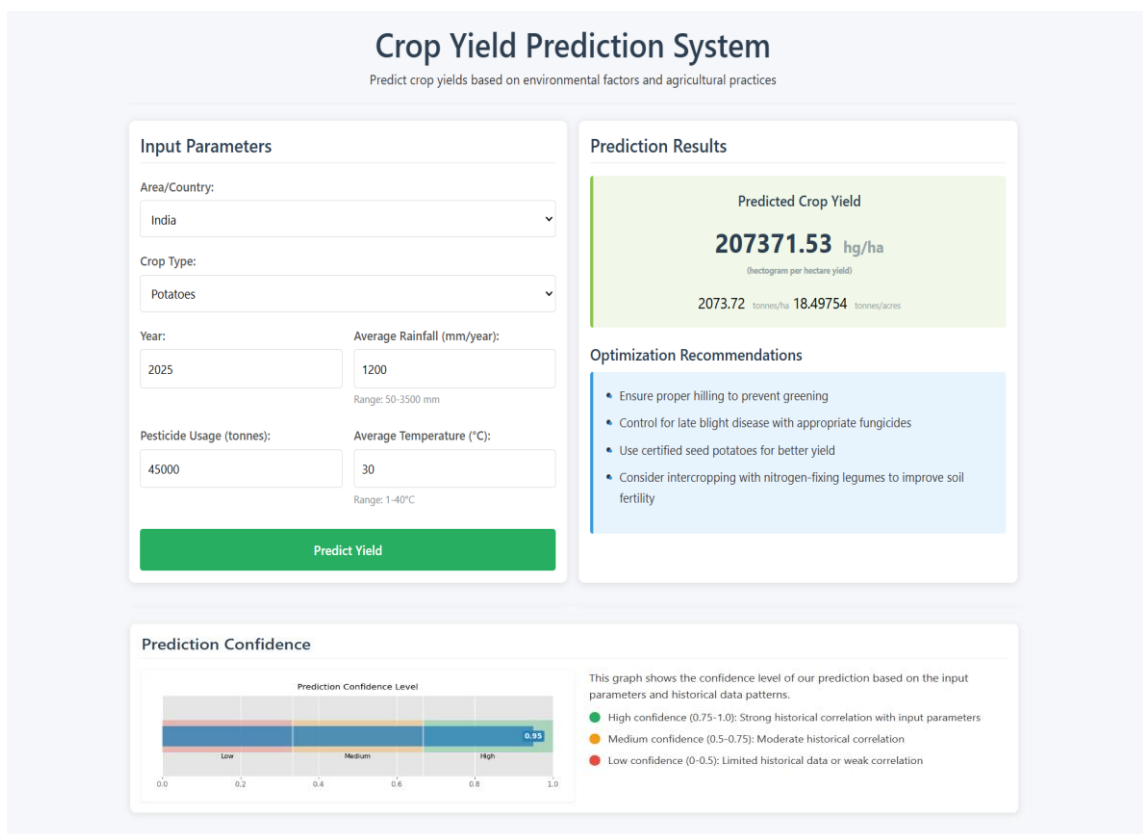 Crop Yield Prediction System
Predict crop yields based on environmental factors and agricultural practices
Input Parameters
Area/Country:
India
Crop Type:
Potatoes
Year:
Average Rainfall (mm/year):
2025
1200
Range: 50-3500 mm
Pesticide Usage (tonnes):
Average Temperature (°C):
45000
30
Range: 1-40°C
Predict Yield
Prediction Results
Predicted Crop Yield
207371.53 hg/ha
(hectogram per hectare yield)
2073.72 tonnes/ha 18.49754 tonnes/acres
Optimization Recommendations
Ensure proper hilling to prevent greening
Control for late blight disease with appropriate fungicides
Use certified seed potatoes for better yield
Consider intercropping with nitrogen-fixing legumes to improve soil
fertility
Prediction Confidence
Prediction Confidence Level
0.95
Low Medium High
0.0 0.2 0.4 0.6 0.8 1.0
This graph shows the confidence level of our prediction based on the input
parameters and historical data patterns.
High confidence (0.75-1.0): Strong historical correlation with input parameters
Medium confidence (0.5-0.75): Moderate historical correlation
Low confidence (0-0.5): Limited historical data or weak correlation